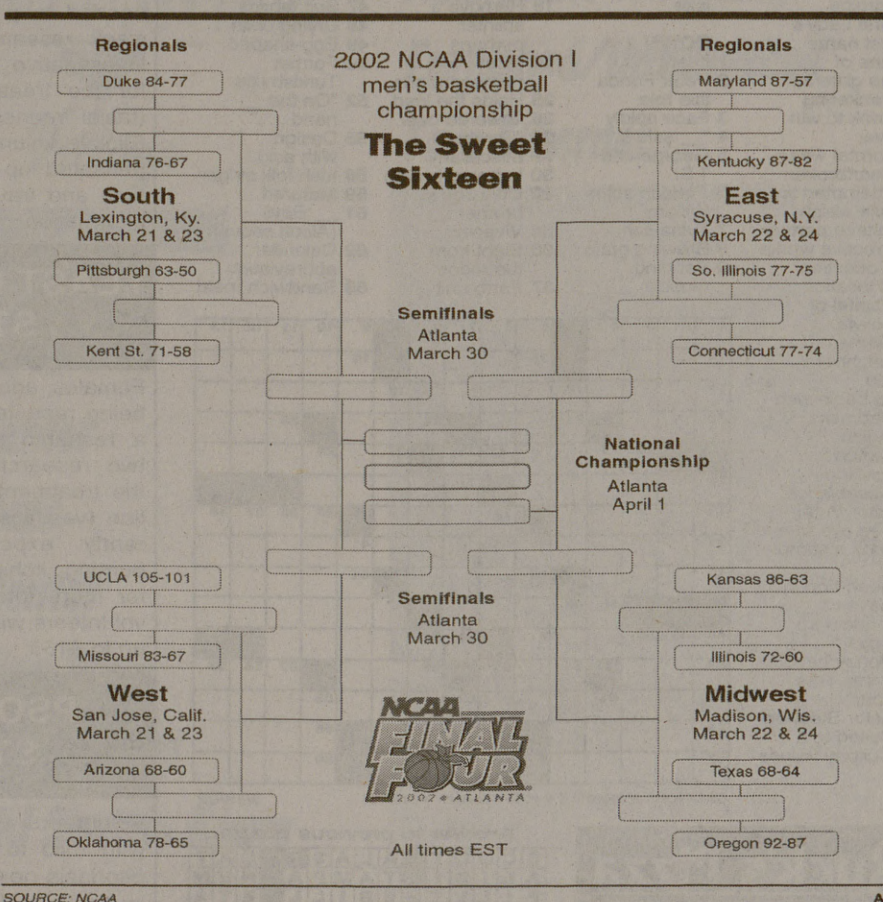 2002 NCAA Division I
men's basketball
championship
The Sweet
Sixteen
Regionals
Duke 84-77
Indiana 76-67
South
Lexington, Ky.
March 21 & 23
Pittsburgh 63-50
Kent St. 71-58
Regionals
Maryland 87-57
Kentucky 87-82
East
Syracuse, N.Y.
March 22 & 24
So. Illinois 77-75
Connecticut 77-74
Semifinals
Atlanta
March 30
National
Championship
Atlanta
April 1
Semifinals
Atlanta
March 30
UCLA 105-101
Missouri 83-67
West
San Jose, Calif.
March 21 & 23
Arizona 68-60
Oklahoma 78-65
Kansas 86-63
Illinois 72-60
Midwest
Madison, Wis.
March 22 & 24
Texas 68-64
Oregon 92-87
NCAA
FINAL
FOUR
2002 ATLANTA
All times EST
SOURCE: NCAA
A